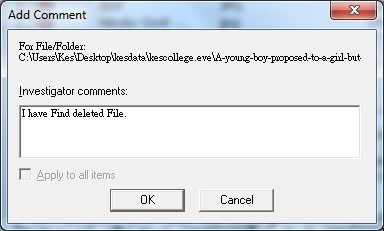 Add Comment
For File/Folder:
C:\Users\Kes\Desktop\kesdata\kescollege.eve\A-young-boy-proposed-to-a-girl-but-
Investigator comments:
I have Find deleted File.
Apply to all items
OK Cancel